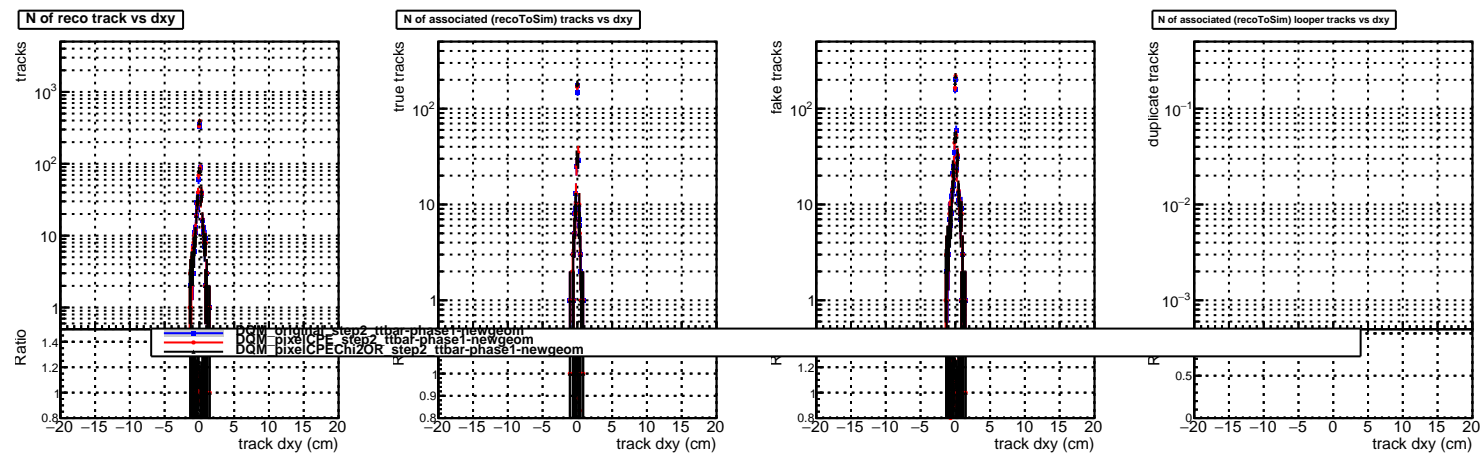 N of reco track vs dxy
N of associated (recoToSim) tracks vs dxy
N of associated (recoToSim) looper tracks vs dxy
tracks
10³
10²
10
1
Ratio
1.4
1.2
1
0.8
−20 −15 −10 −5 0 5 10 15 20
track dxy (cm)
true tracks
10²
10
1
1
0.9
0.8
−20 −15 −10 −5 0 5 10 15 20
track dxy (cm)
fake tracks
10²
10
1
1.2
1
0.8
−20 −15 −10 −5 0 5 10 15 20
track dxy (cm)
duplicate tracks
10⁻¹
10⁻²
10⁻³
0.5
0
−20 −15 −10 −5 0 5 10 15 20
track dxy (cm)
DQM_original_step2_ttbar-phase1-newgeom
DQM_pixelCPE_step2_ttbar-phase1-newgeom
DQM_pixelCPEChi2OR_step2_ttbar-phase1-newgeom